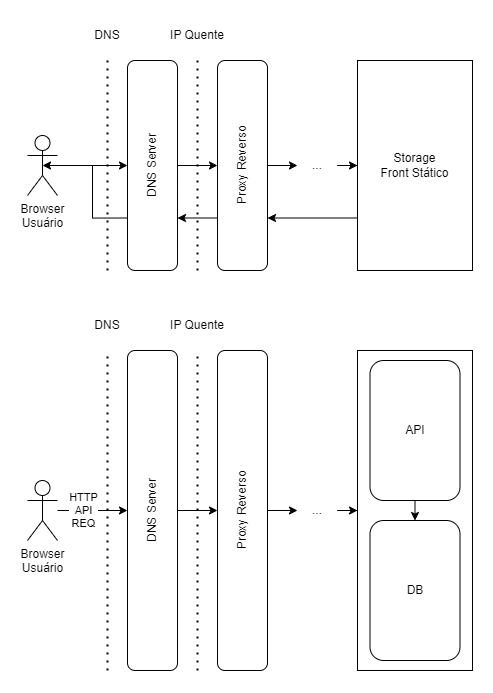 DNS
IP Quente
DNS Server
Proxy Reverso
...
Storage
Front Stático
Browser
Usuário
DNS
IP Quente
HTTP
API
REQ
DNS Server
Proxy Reverso
...
API
DB
Browser
Usuário